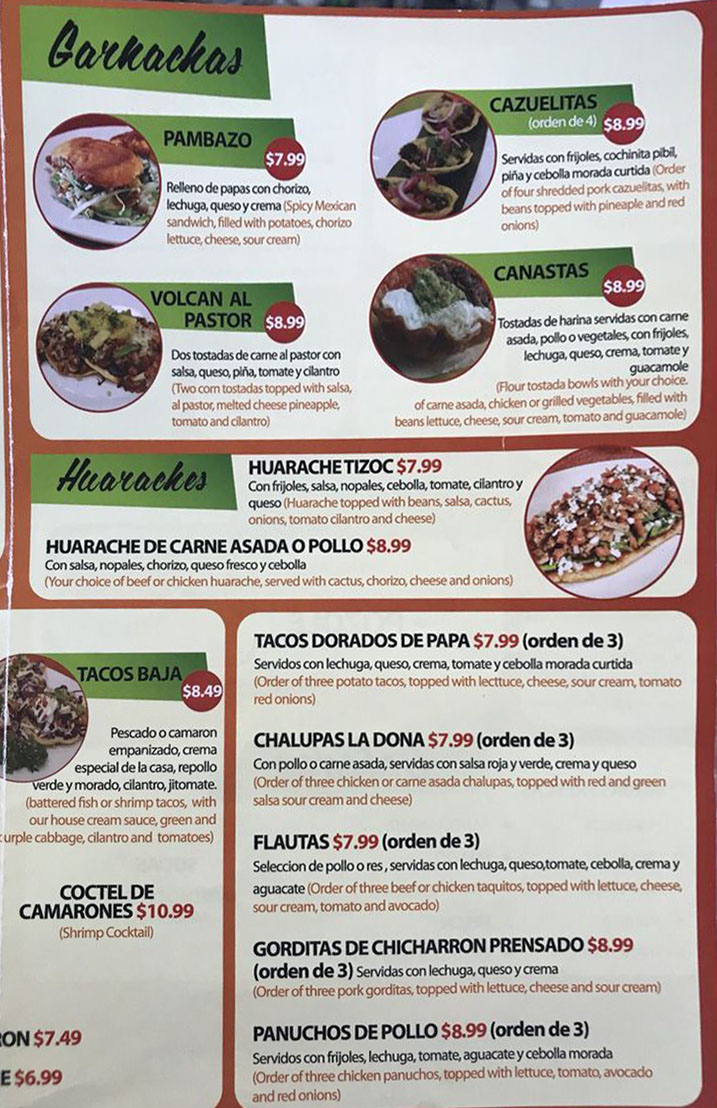 Garnachas
PAMBAZO
$7.99
Relleno de papas con chorizo,
lechuga, queso y crema (Spicy Mexican
sandwich, filled with potatoes, chorizo
lettuce, cheese, sour cream)
CAZUELITAS
(orden de 4) $8.99
Servidas con frijoles, cochinita pibil,
piña y cebolla morada curtida (Order
of four shredded pork cazuelitas, with
beans topped with pineaple and red
onions)
VOLCAN AL
PASTOR $8.99
Dos tostadas de carne al pastor con
salsa, queso, piña, tomate y cilantro
(Two corn tostadas topped with salsa,
al pastor, melted cheese pineapple,
tomato and cilantro)
CANASTAS
$8.99
Tostadas de harina servidas con carne
asada, pollo o vegetales, con frijoles,
lechuga, queso, crema, tomate y
guacamole
(Flour tostada bowls with your choice.
of carne asada, chicken or grilled vegetables, filled with
beans lettuce, cheese, sour cream, tomato and guacamole)
Huaraches
HUARACHE TIZOC $7.99
Con frijoles, salsa, nopales, cebolla, tomate, cilantro y
queso (Huarache topped with beans, salsa, cactus,
onions, tomato cilantro and cheese)
HUARACHE DE CARNE ASADA O POLLO $8.99
Con salsa, nopales, chorizo, queso fresco y cebolla
(Your choice of beef or chicken huarache, served with cactus, chorizo, cheese and onions)
TACOS BAJA
$8.49
Pescado o camaron
empanizado, crema
especial de la casa, repollo
verde y morado, cilantro, jitomate.
(battered fish or shrimp tacos, with
our house cream sauce, green and
urple cabbage, cilantro and tomatoes)
COCTEL DE
CAMARONES $10.99
(Shrimp Cocktail)
ON $7.49
E $6.99
TACOS DORADOS DE PAPA $7.99 (orden de 3)
Servidos con lechuga, queso, crema, tomate y cebolla morada curtida
(Order of three potato tacos, topped with lecttuce, cheese, sour cream, tomato
red onions)
CHALUPAS LA DONA $7.99 (orden de 3)
Con pollo o carne asada, servidas con salsa roja y verde, crema y queso
(Order of three chicken or carne asada chalupas, topped with red and green
salsa sour cream and cheese)
FLAUTAS $7.99 (orden de 3)
Seleccion de pollo o res , servidas con lechuga, queso,tomate, cebolla, crema y
aguacate (Order of three beef or chicken taquitos, topped with lettuce, cheese,
sour cream, tomato and avocado)
GORDITAS DE CHICHARRON PRENSADO $8.99
(orden de 3) Servidas con lechuga, queso y crema
(Order of three pork gorditas, topped with lettuce, cheese and sour cream)
PANUCHOS DE POLLO $8.99 (orden de 3)
Servidos con frijoles, lechuga, tomate, aguacate y cebolla morada
(Order of three chicken panuchos, topped with lettuce, tomato, avocado
and red onions)